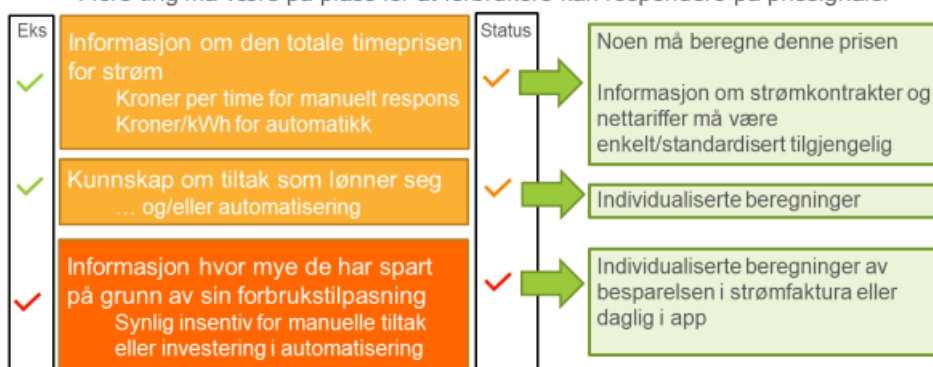 Eks
Informasjon om den totale timeprisen
for strøm
Kroner per time for manuelt respons
Kroner/kWh for automatikk
Status
Noen må beregne denne prisen
Informasjon om strømkontrakter og
nettariffer må være
enkelt/standardisert tilgjengelig
Kunnskap om tiltak som lønner seg
... og/eller automatisering
Individualiserte beregninger
Informasjon hvor mye de har spart
på grunn av sin forbrukstilpasning
Synlig insentiv for manuelle tiltak
eller investering i automatisering
Individualiserte beregninger av
besparelsen i strømfaktura eller
daglig i app